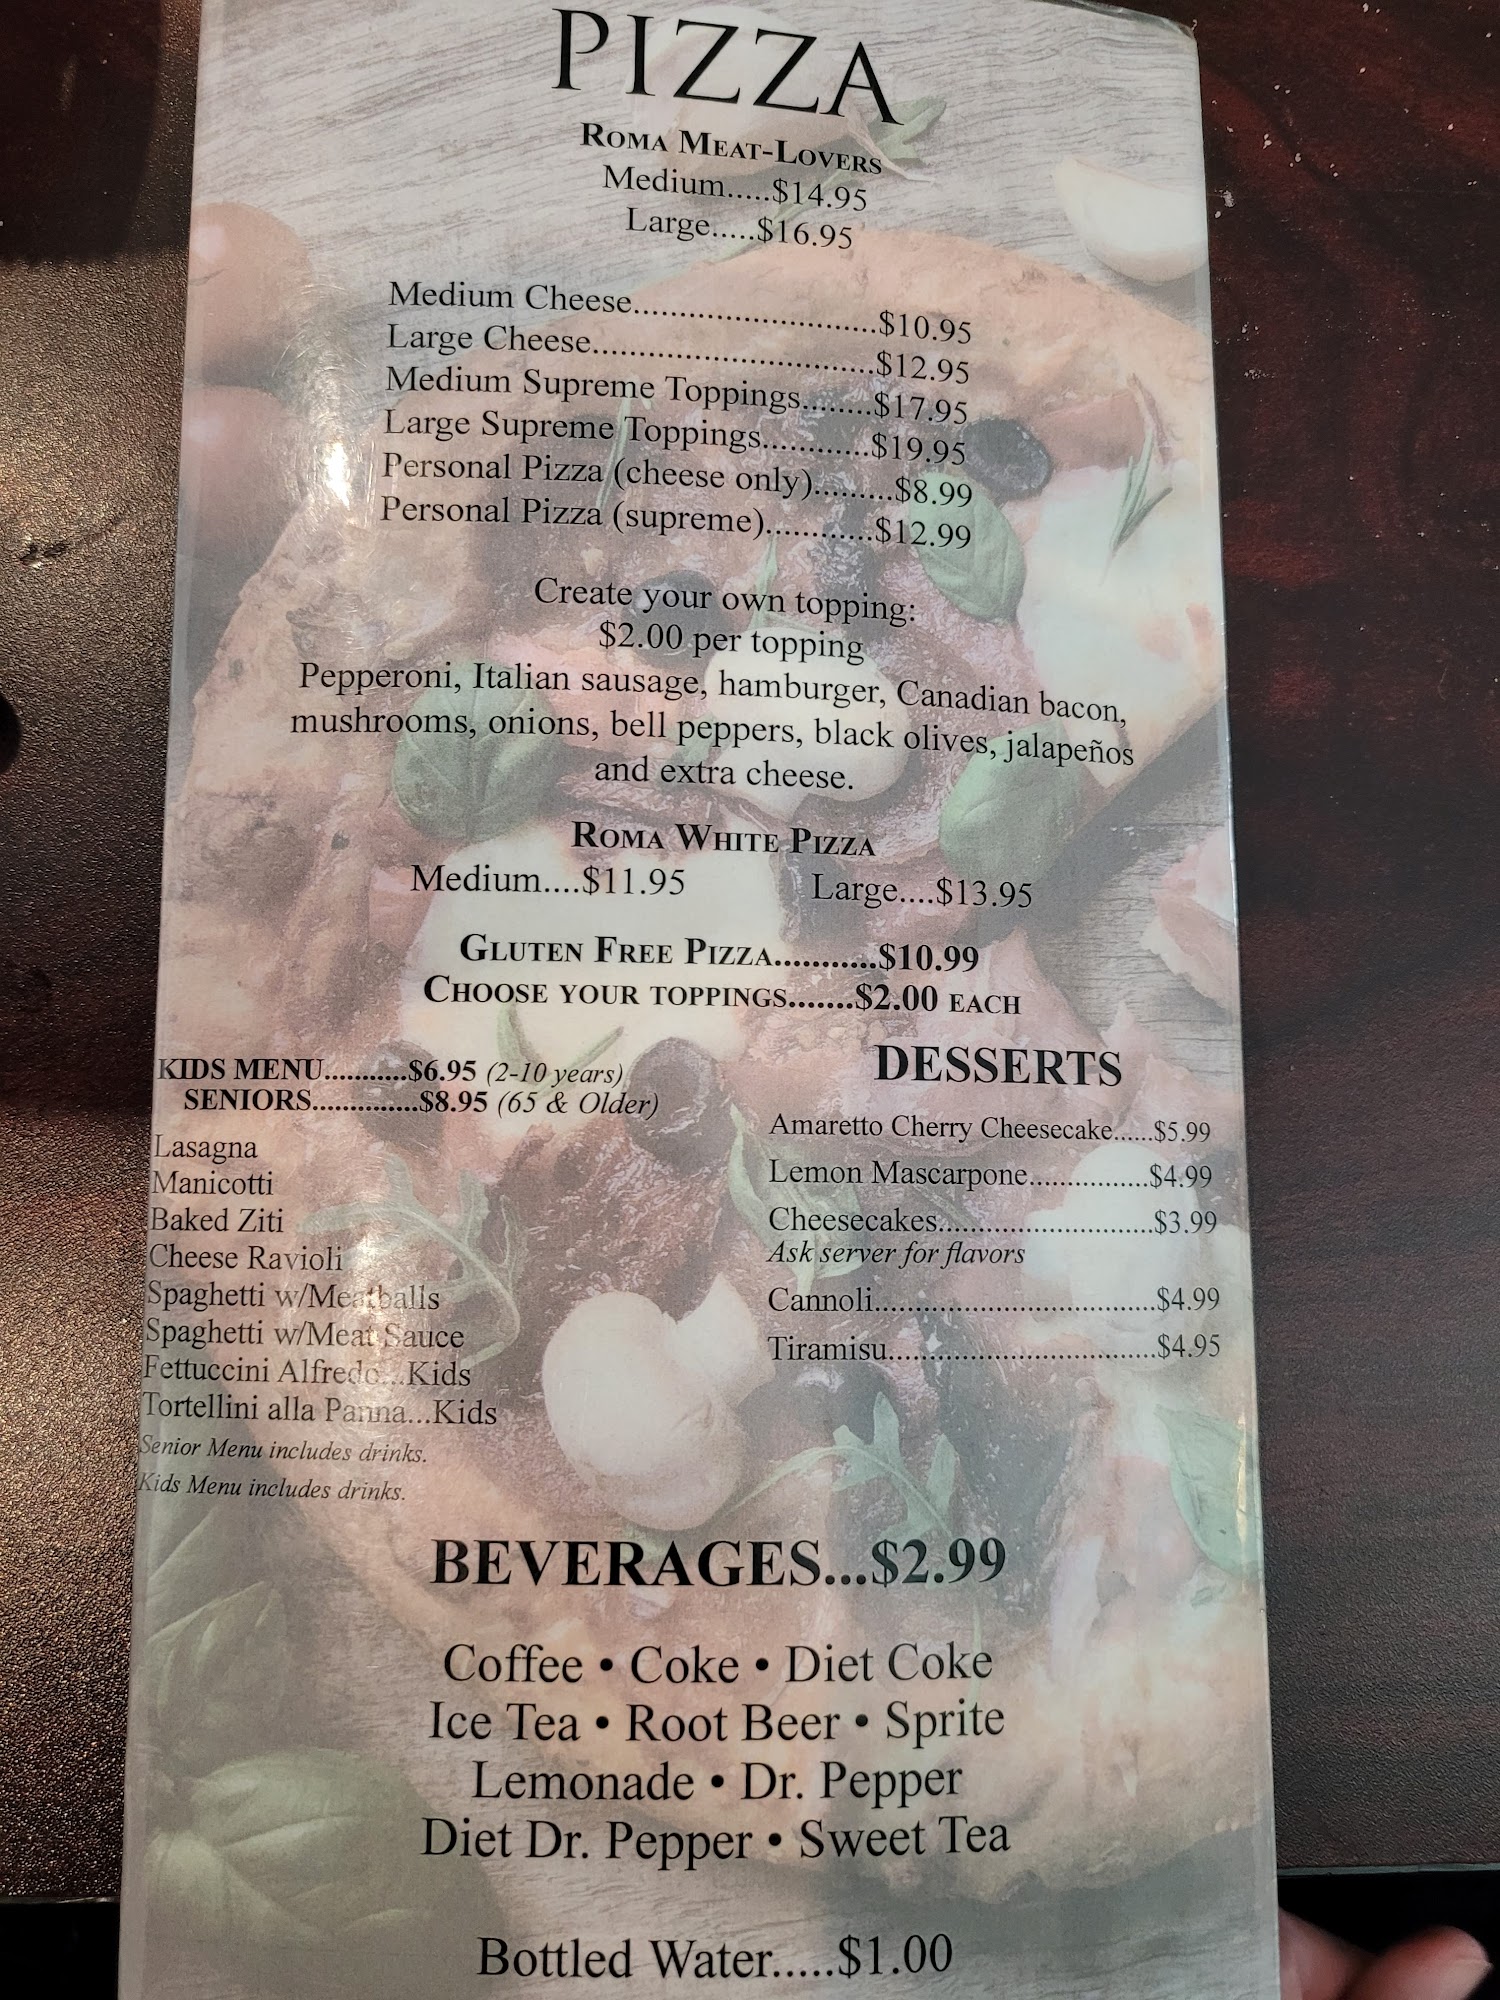 PIZZA
ROMA MEAT-LOVERS
Medium.....$14.95
Large.....$16.95
Medium Cheese..........................$10.95
Large Cheese..............................$12.95
Medium Supreme Toppings........$17.95
Large Supreme Toppings............$19.95
Personal Pizza (cheese only).........$8.99
Personal Pizza (supreme)............$12.99
Create your own topping:
$2.00 per topping
Pepperoni, Italian sausage, hamburger, Canadian bacon,
mushrooms, onions, bell peppers, black olives, jalapeños
and extra cheese.
ROMA WHITE PIZZA
Medium....$11.95 Large....$13.95
GLUTEN FREE PIZZA...........$10.99
CHOOSE YOUR TOPPINGS.......$2.00 EACH
KIDS MENU...........$6.95 (2-10 years)
SENIORS...............$8.95 (65 & Older)
Lasagna
Manicotti
Baked Ziti
Cheese Ravioli
Spaghetti w/Meatballs
Spaghetti w/Meat Sauce
Fettuccini Alfredo...Kids
Tortellini alla Panna...Kids
Senior Menu includes drinks.
Kids Menu includes drinks.
DESSERTS
Amaretto Cherry Cheesecake......$5.99
Lemon Mascarpone.................$4.99
Cheesecakes..............................$3.99
Ask server for flavors
Cannoli.......................................$4.99
Tiramisu.....................................$4.95
BEVERAGES...$2.99
Coffee • Coke • Diet Coke
Ice Tea • Root Beer • Sprite
Lemonade • Dr. Pepper
Diet Dr. Pepper • Sweet Tea
Bottled Water.....$1.00